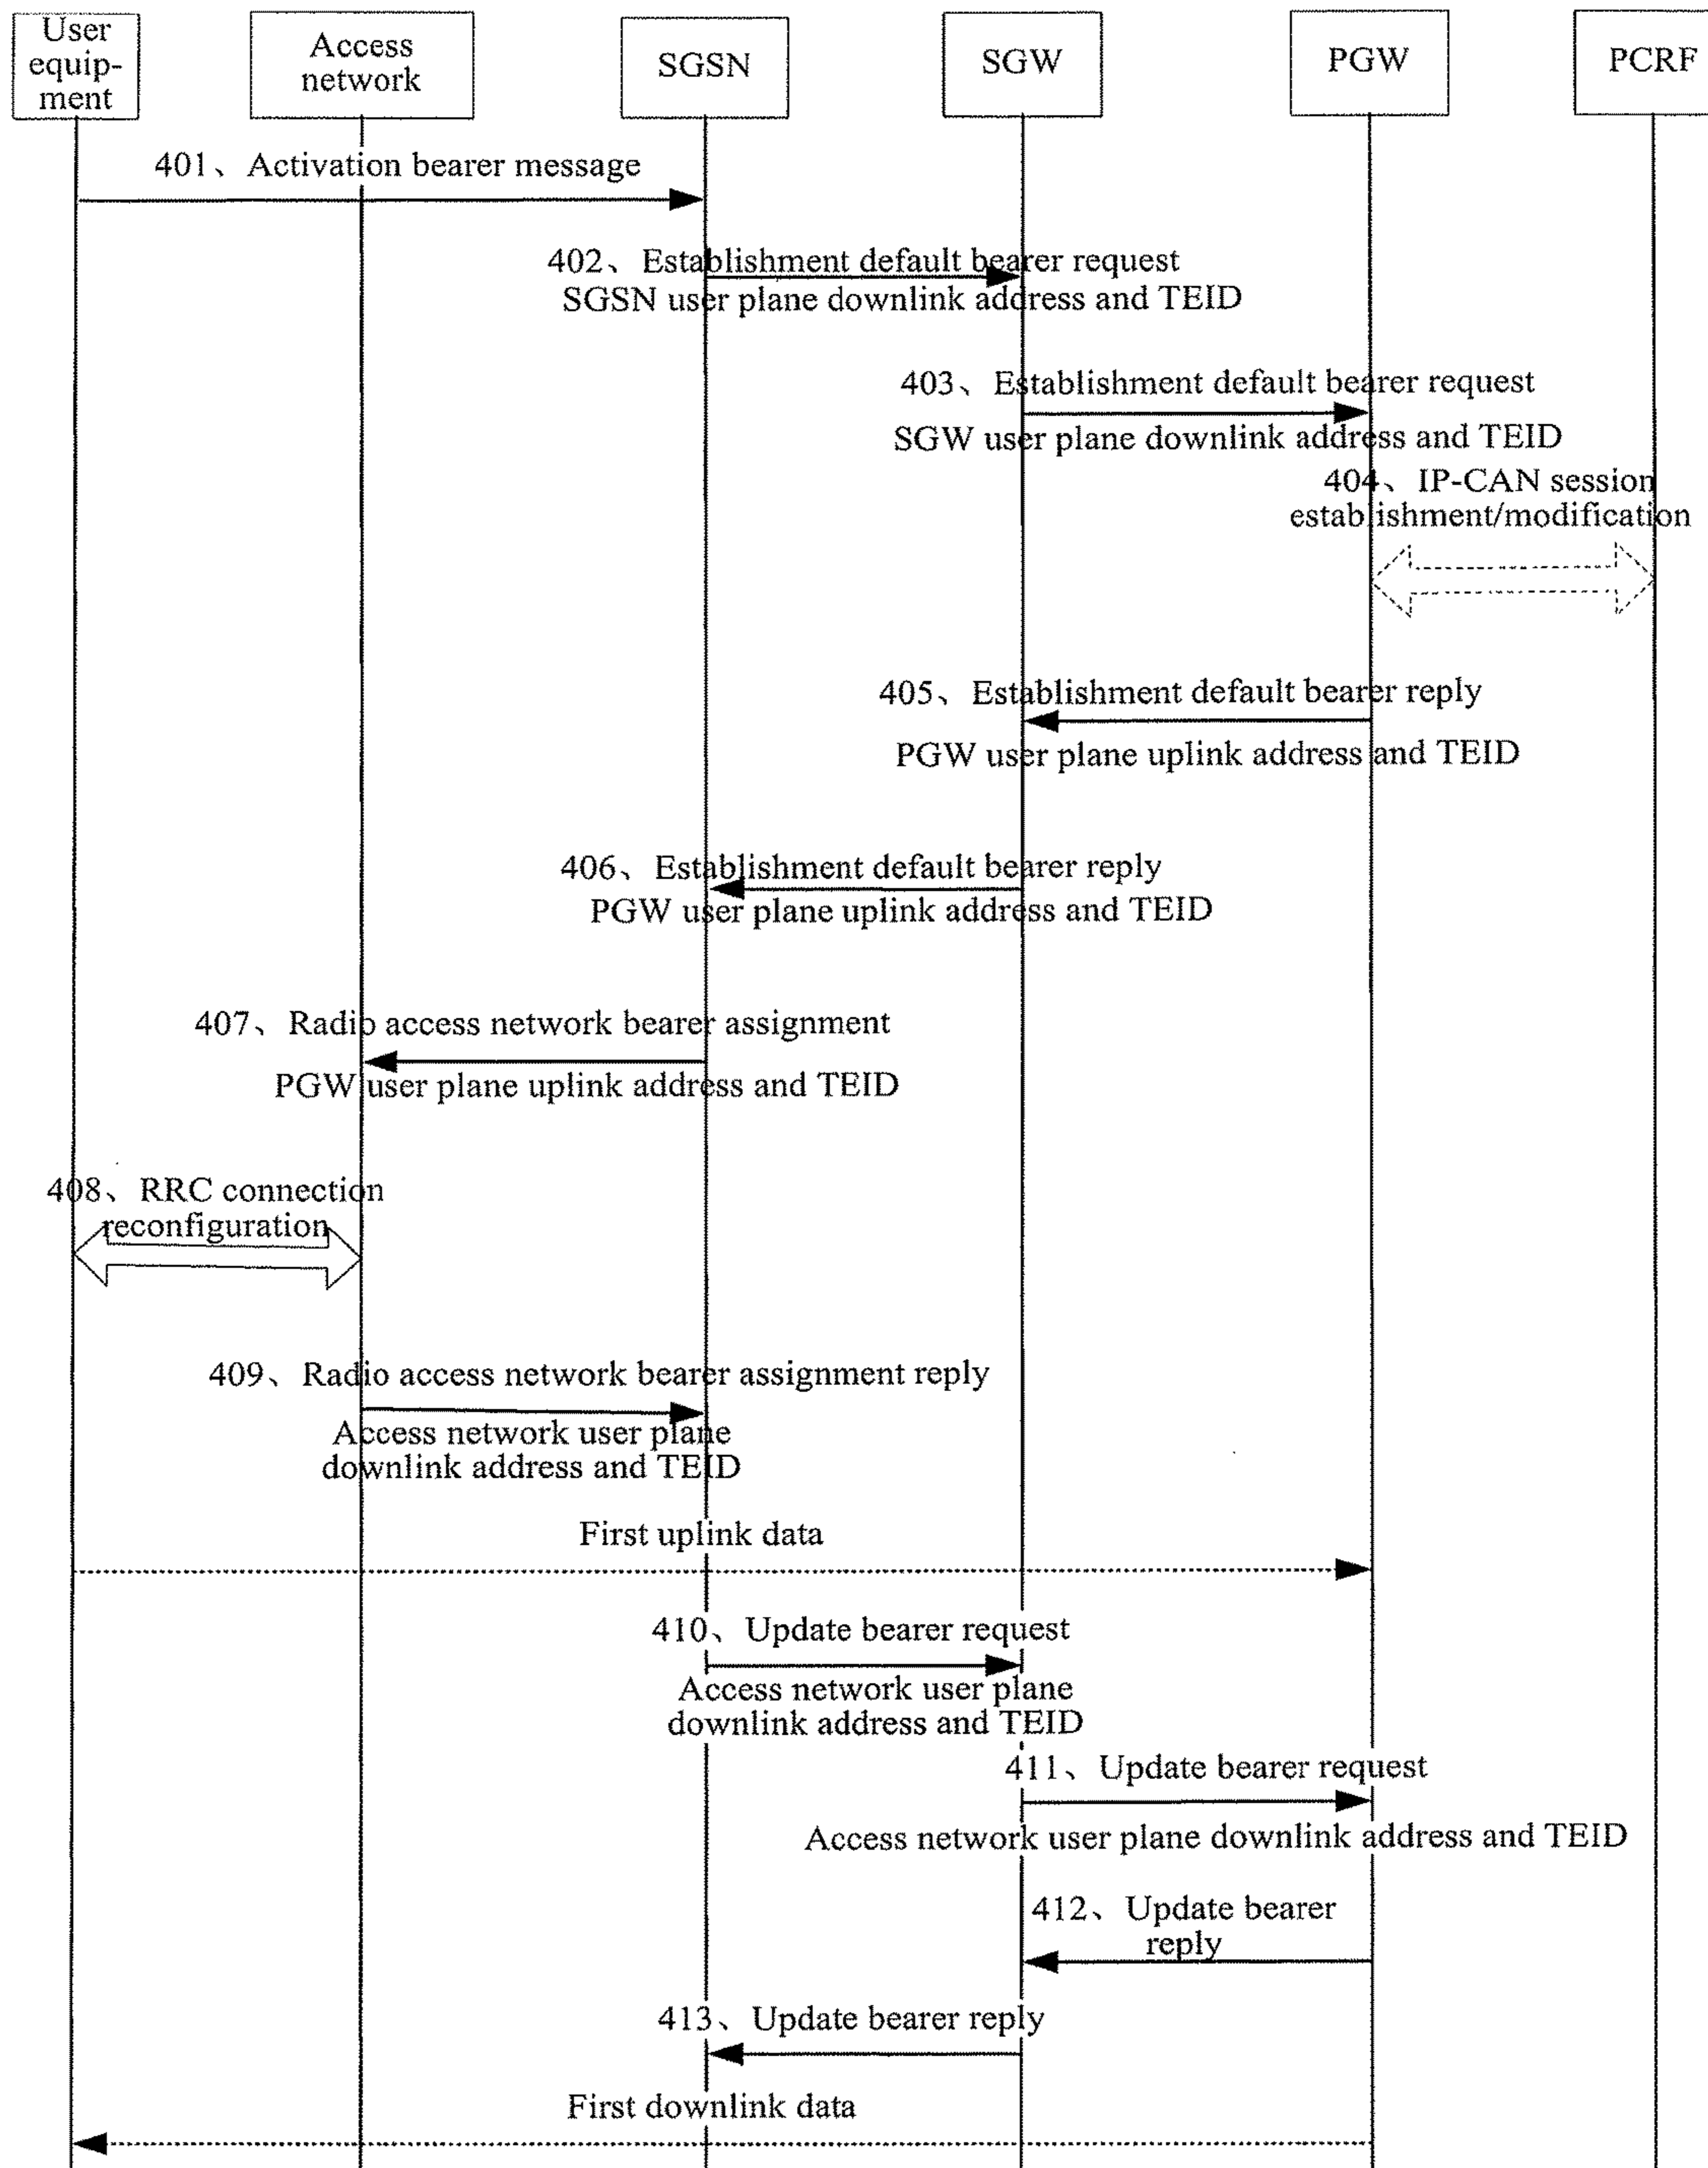 User
equip-
ment
Access
network
SGSN
SGW
PGW
PCRF
401、Activation bearer message
402、Establishment default bearer request
SGSN user plane downlink address and TEID
403、Establishment default bearer request
SGW user plane downlink address and TEID
404、IP-CAN session
establishment/modification
405、Establishment default bearer reply
PGW user plane uplink address and TEID
406、Establishment default bearer reply
PGW user plane uplink address and TEID
407、Radio access network bearer assignment
PGW user plane uplink address and TEID
408、RRC connection
reconfiguration
409、Radio access network bearer assignment reply
Access network user plane
downlink address and TEID
First uplink data
410、Update bearer request
Access network user plane
downlink address and TEID
411、Update bearer request
Access network user plane downlink address and TEID
412、Update bearer
reply
413、Update bearer reply
First downlink data